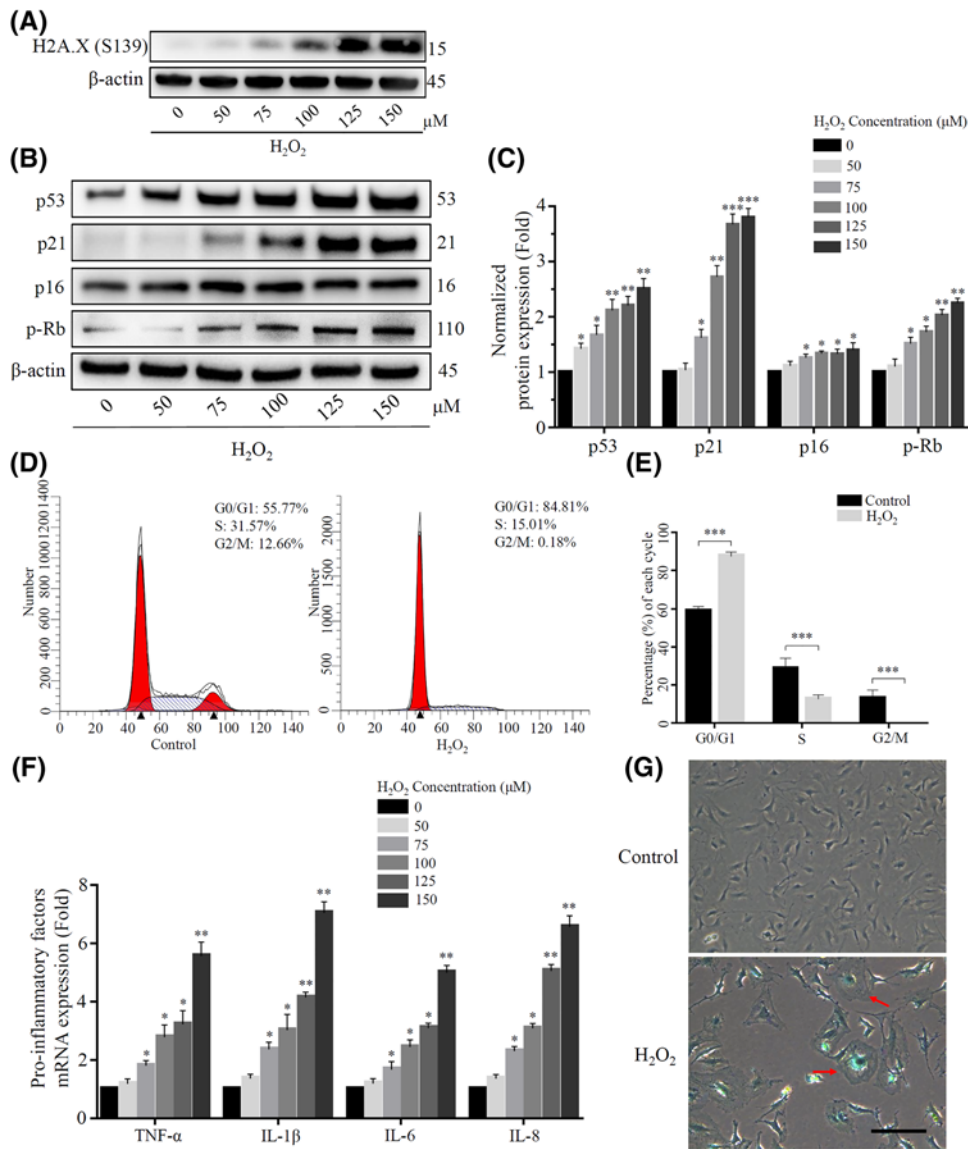 (A)
H2A.X (S139)
15
β-actin
45
0 50 75 100 125 150 μM
H₂O₂
(B)
p53
53
p21
21
p16
16
p-Rb
110
β-actin
45
0 50 75 100 125 150 μM
H₂O₂
(C)
H₂O₂ Concentration (μM)
0
50
75
100
125
150
Normalized
protein expression (Fold)
4
3
2
1
0
* * ** ** **
* ** *** ***
* * * *
* * ** **
p53 p21 p16 p-Rb
(D)
Number
0 200 400 600 800 1000 1200 1400
G0/G1: 55.77%
S: 31.57%
G2/M: 12.66%
0 20 40 60 80 100 120 140
Control
Number
0 500 1000 1500 2000
G0/G1: 84.81%
S: 15.01%
G2/M: 0.18%
0 20 40 60 80 100 120 140
H₂O₂
(E)
Control
H₂O₂
Percentage (%) of each cycle
0 20 40 60 80 100
***
***
***
G0/G1 S G2/M
(F)
H₂O₂ Concentration (μM)
0
50
75
100
125
150
Pro-inflammatory factors
mRNA expression (Fold)
8
6
4
2
0
* * * **
* * ** **
* * * **
* * ** **
TNF-α IL-1β IL-6 IL-8
(G)
Control
H₂O₂